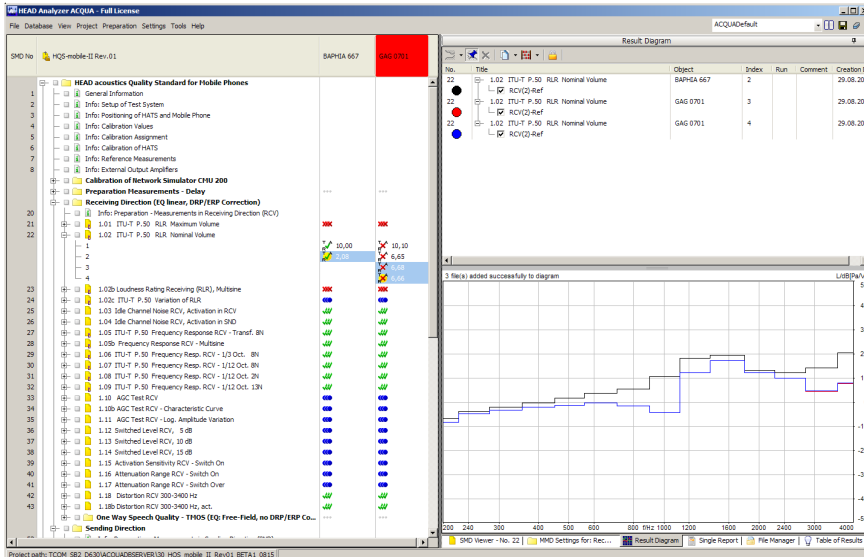 HEAD Analyzer ACQUA - Full License
File Database View Project Preparation Settings Tools Help
ACQUADefault
SMD No HQS-mobile-II Rev.01 BAPHIA 667 GAG 0701
HEAD acoustics Quality Standard for Mobile Phones
1 General Information
2 Info: Setup of Test System
3 Info: Positioning of HATS and Mobile Phone
4 Info: Calibration Values
5 Info: Calibration Assignment
6 Info: Calibration of HATS
7 Info: Reference Measurements
8 Info: External Output Amplifiers
Calibration of Network Simulator CMU 200
Preparation Measurements - Delay ... ...
Receiving Direction (EQ linear, DRP/ERP Correction)
20 Info: Preparation - Measurements in Receiving Direction (RCV)
21 1.01 ITU-T P.50 RLR Maximum Volume
22 1.02 ITU-T P.50 RLR Nominal Volume
1 10,00 10,10
2 2,08 6,65
3 6,68
4 6,66
23 1.02b Loudness Rating Receiving (RLR), Multisine
24 1.02c ITU-T P.50 Variation of RLR
25 1.03 Idle Channel Noise RCV, Activation in RCV
26 1.04 Idle Channel Noise RCV, Activation in SND
27 1.05 ITU-T P.50 Frequency Response RCV - Transf. 8N
28 1.05b Frequency Response RCV - Multisine
29 1.06 ITU-T P.50 Frequency Resp. RCV - 1/3 Oct. 8N
30 1.07 ITU-T P.50 Frequency Resp. RCV - 1/12 Oct. 8N
31 1.08 ITU-T P.50 Frequency Resp. RCV - 1/12 Oct. 2N
32 1.09 ITU-T P.50 Frequency Resp. RCV - 1/12 Oct. 13N
33 1.10 AGC Test RCV
34 1.10b AGC Test RCV - Characteristic Curve
35 1.11 AGC Test RCV - Log. Amplitude Variation
36 1.12 Switched Level RCV, 5 dB
37 1.13 Switched Level RCV, 10 dB
38 1.14 Switched Level RCV, 15 dB
39 1.15 Activation Sensitivity RCV - Switch On
40 1.16 Attenuation Range RCV - Switch On
41 1.17 Attenuation Range RCV - Switch Over
42 1.18 Distortion RCV 300-3400 Hz
43 1.18b Distortion RCV 300-3400 Hz, act.
One Way Speech Quality - TMOS (EQ: Free-Field, no DRP/ERP Co...
Sending Direction
Project path: TCOM_SB2_D630\ACQUADBSERVER\30_HQS_mobile_II_Rev01_BETA1_0815
Result Diagram
No. Title Object Index Run Comment Creation
22 1.02 ITU-T P.50 RLR Nominal Volume BAPHIA 667 2 29.08.20
RCV(2)-Ref
22 1.02 ITU-T P.50 RLR Nominal Volume GAG 0701 3 29.08.20
RCV(2)-Ref
22 1.02 ITU-T P.50 RLR Nominal Volume GAG 0701 4 29.08.20
RCV(2)-Ref
3 file(s) added successfully to diagram L/dB[Pa/V
5
4
3
2
1
-1
-2
-3
-4
-5
200 240 300 400 500 600 800 f/Hz 1000 1200 1600 2000 2400 3000 4000
SMD Viewer - No. 22 MMD Settings for: Rec... Result Diagram Single Report File Manager Table of Results